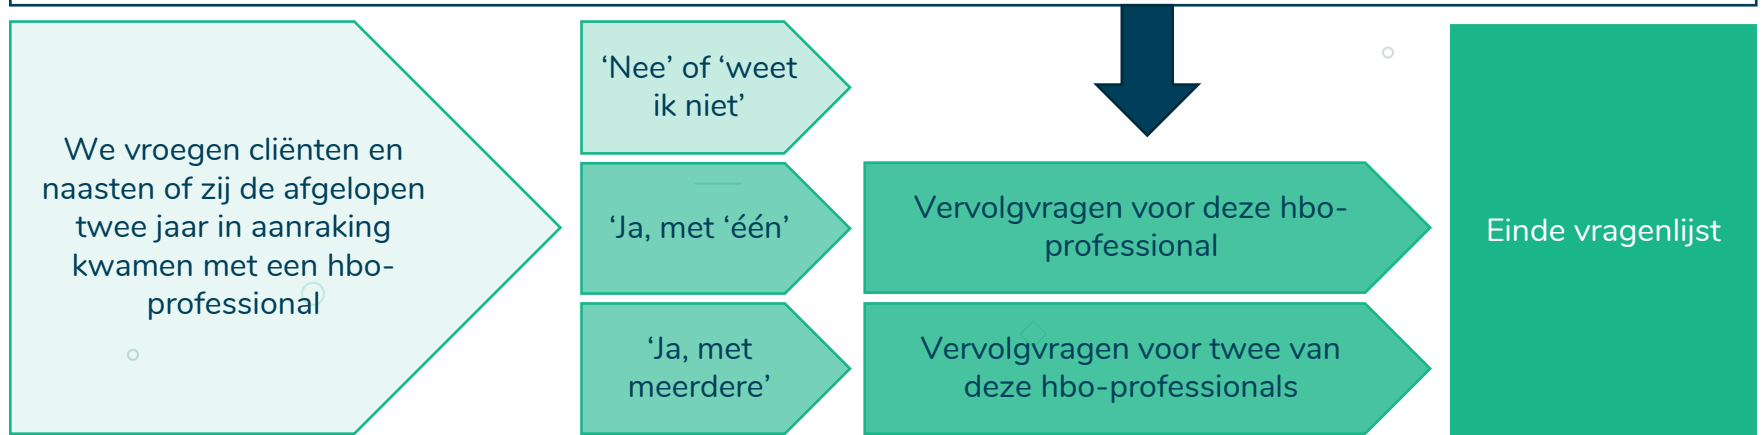 We vroegen cliënten en
naasten of zij de afgelopen
twee jaar in aanraking
kwamen met een hbo-
professional
‘Nee’ of ‘weet
ik niet’
‘Ja, met ‘één’
‘Ja, met
meerdere’
Vervolgvragen voor deze hbo-
professional
Vervolgvragen voor twee van
deze hbo-professionals
Einde vragenlijst